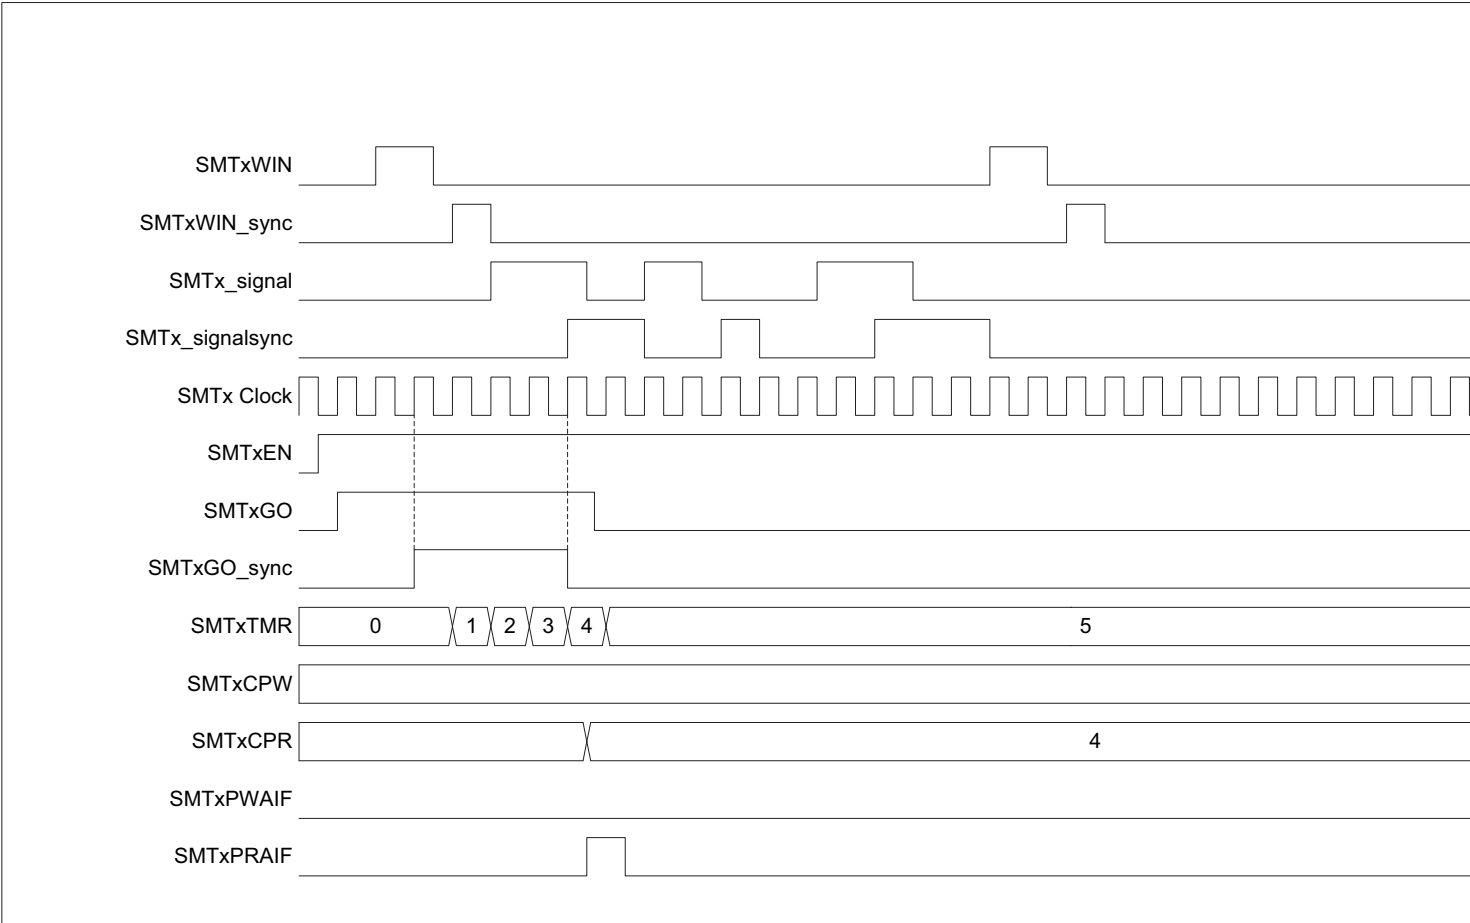 SMTxWIN
SMTxWIN_sync
SMTx_signal
SMTx_signalsync
SMTx Clock
SMTxEN
SMTxGO
SMTxGO_sync
SMTxTMR 0 1 2 3 4 5
SMTxCPW
SMTxCPR 4
SMTxPWAIF
SMTxPRAIF